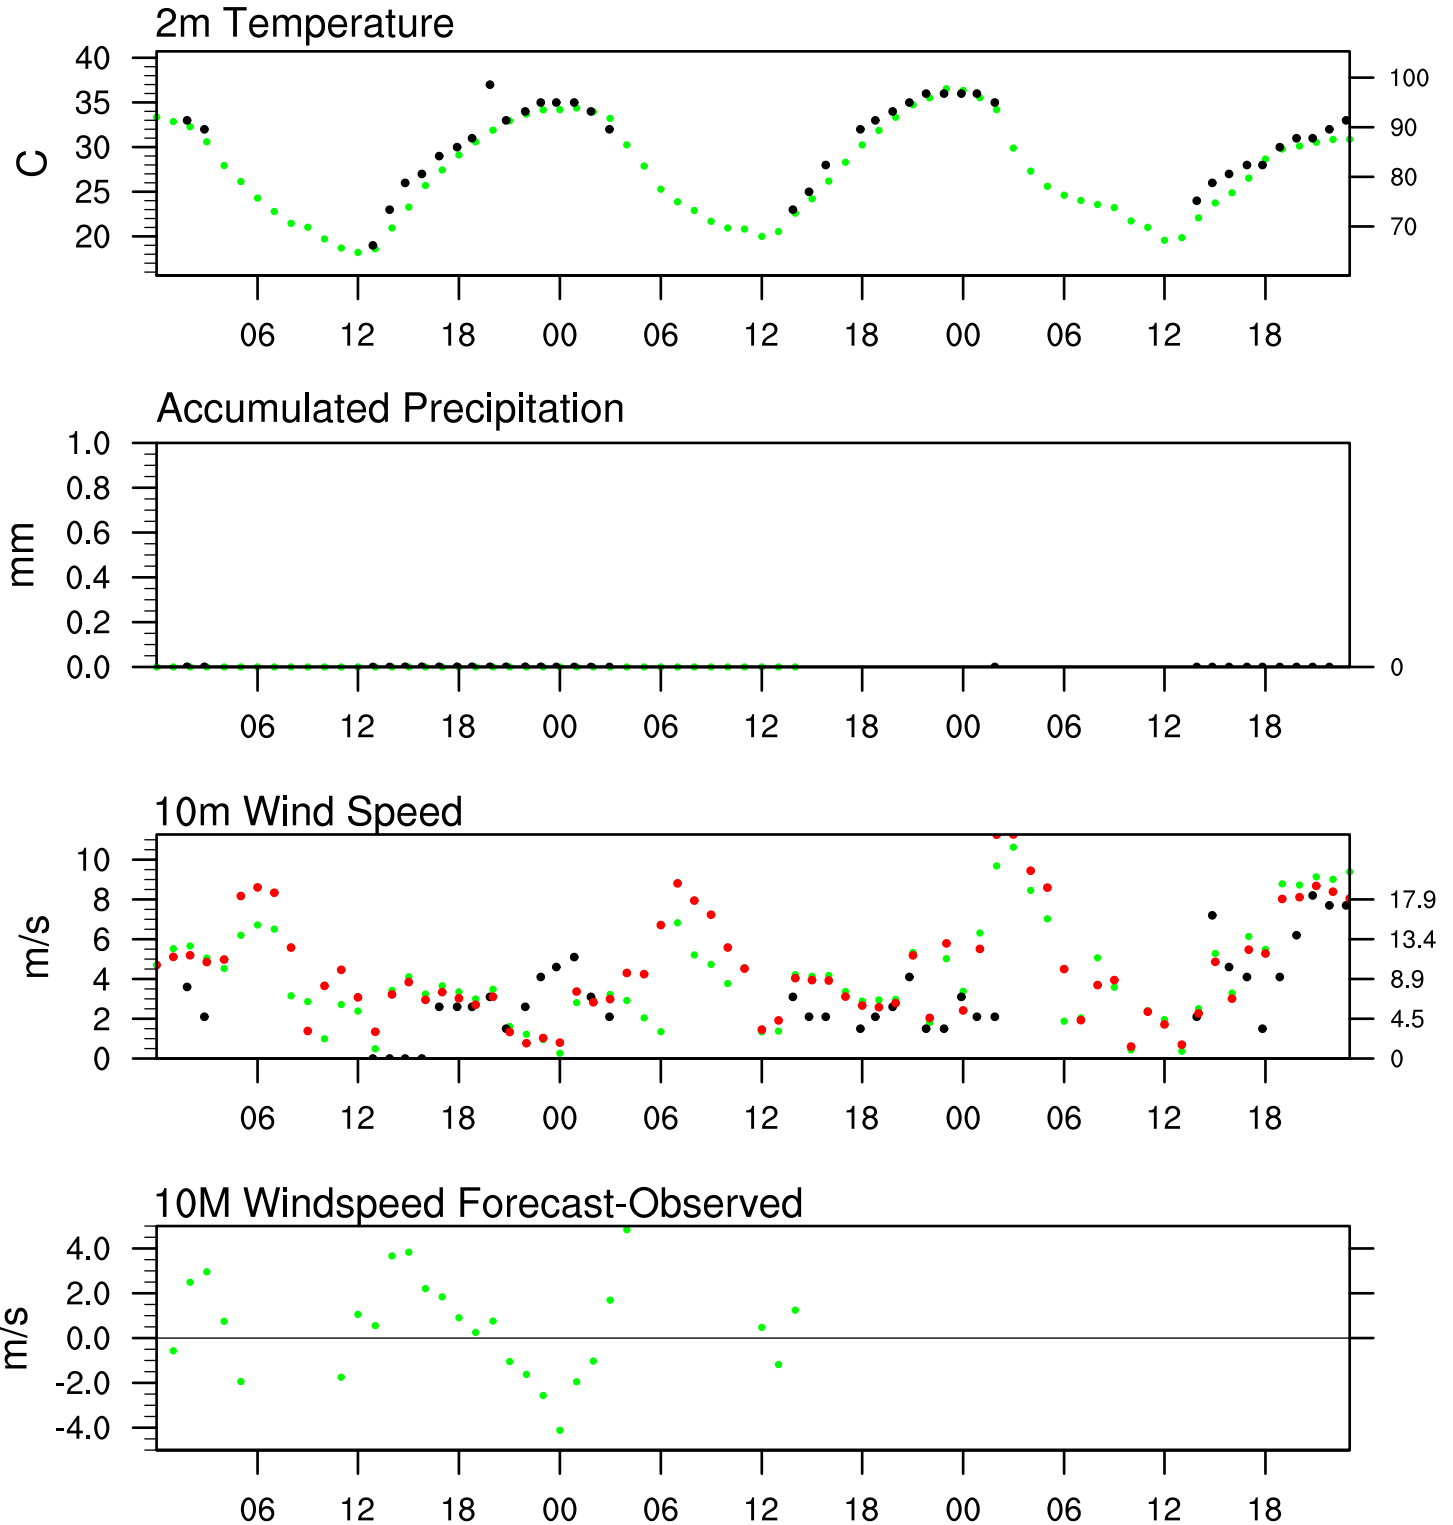 2m Temperature
C
40
35
30
25
20
100
90
80
70
06 12 18 00 06 12 18 00 06 12 18
Accumulated Precipitation
mm
1.0
0.8
0.6
0.4
0.2
0.0
0
06 12 18 00 06 12 18 00 06 12 18
10m Wind Speed
m/s
10
8
6
4
2
0
17.9
13.4
8.9
4.5
0
06 12 18 00 06 12 18 00 06 12 18
10M Windspeed Forecast-Observed
m/s
4.0
2.0
0.0
-2.0
-4.0
06 12 18 00 06 12 18 00 06 12 18